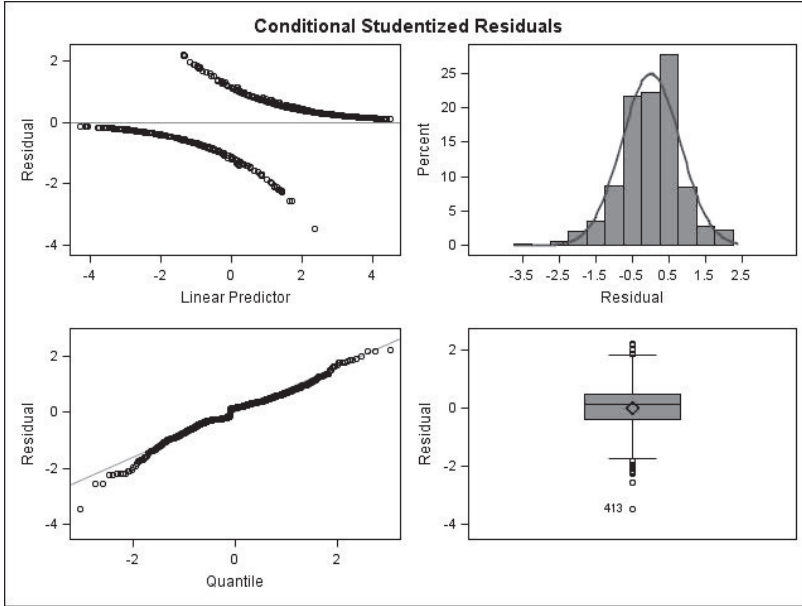 Conditional Studentized Residuals
2
0
-2
-4
Residual
-4 -2 0 2 4
Linear Predictor
25
20
15
10
5
0
Percent
-3.5 -2.5 -1.5 -0.5 0.5 1.5 2.5
Residual
2
0
-2
-4
Residual
-2 0 2
Quantile
2
0
-2
-4
Residual
413